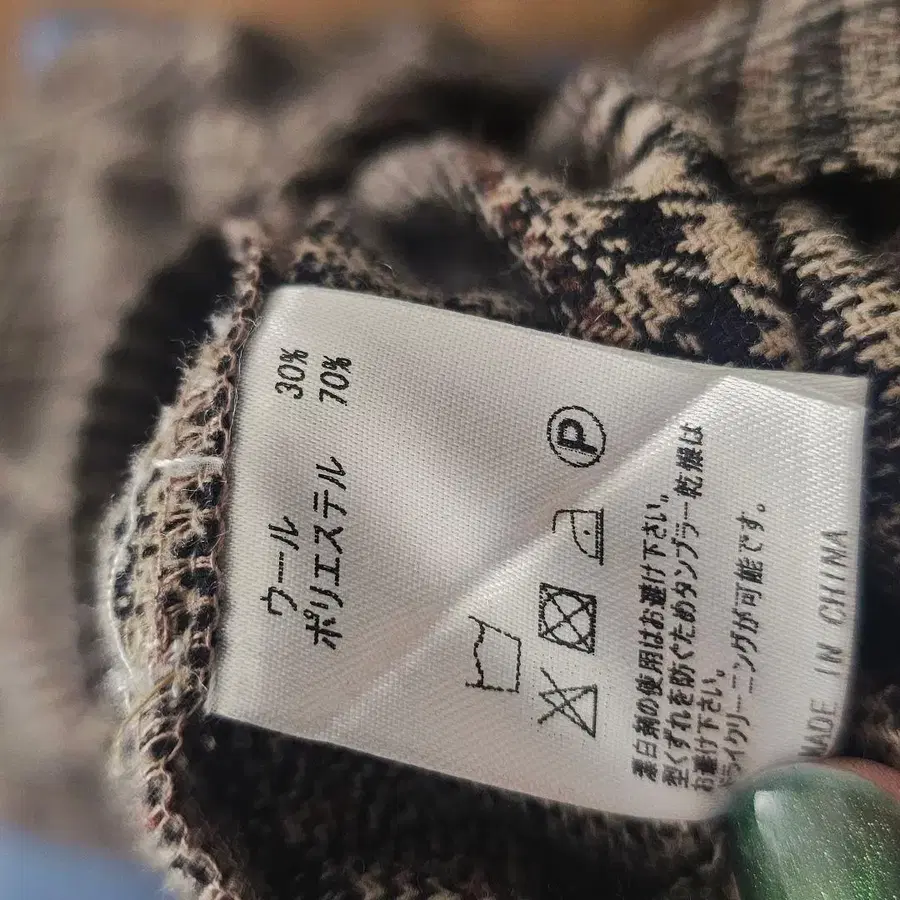 ウール 30%
ポリエステル 70%
P
漂白剤の使用はお避け下さい。
型くずれを防ぐためタンブラー乾燥は
お避け下さい。
ドライクリーニングが可能です。
MADE IN CHINA